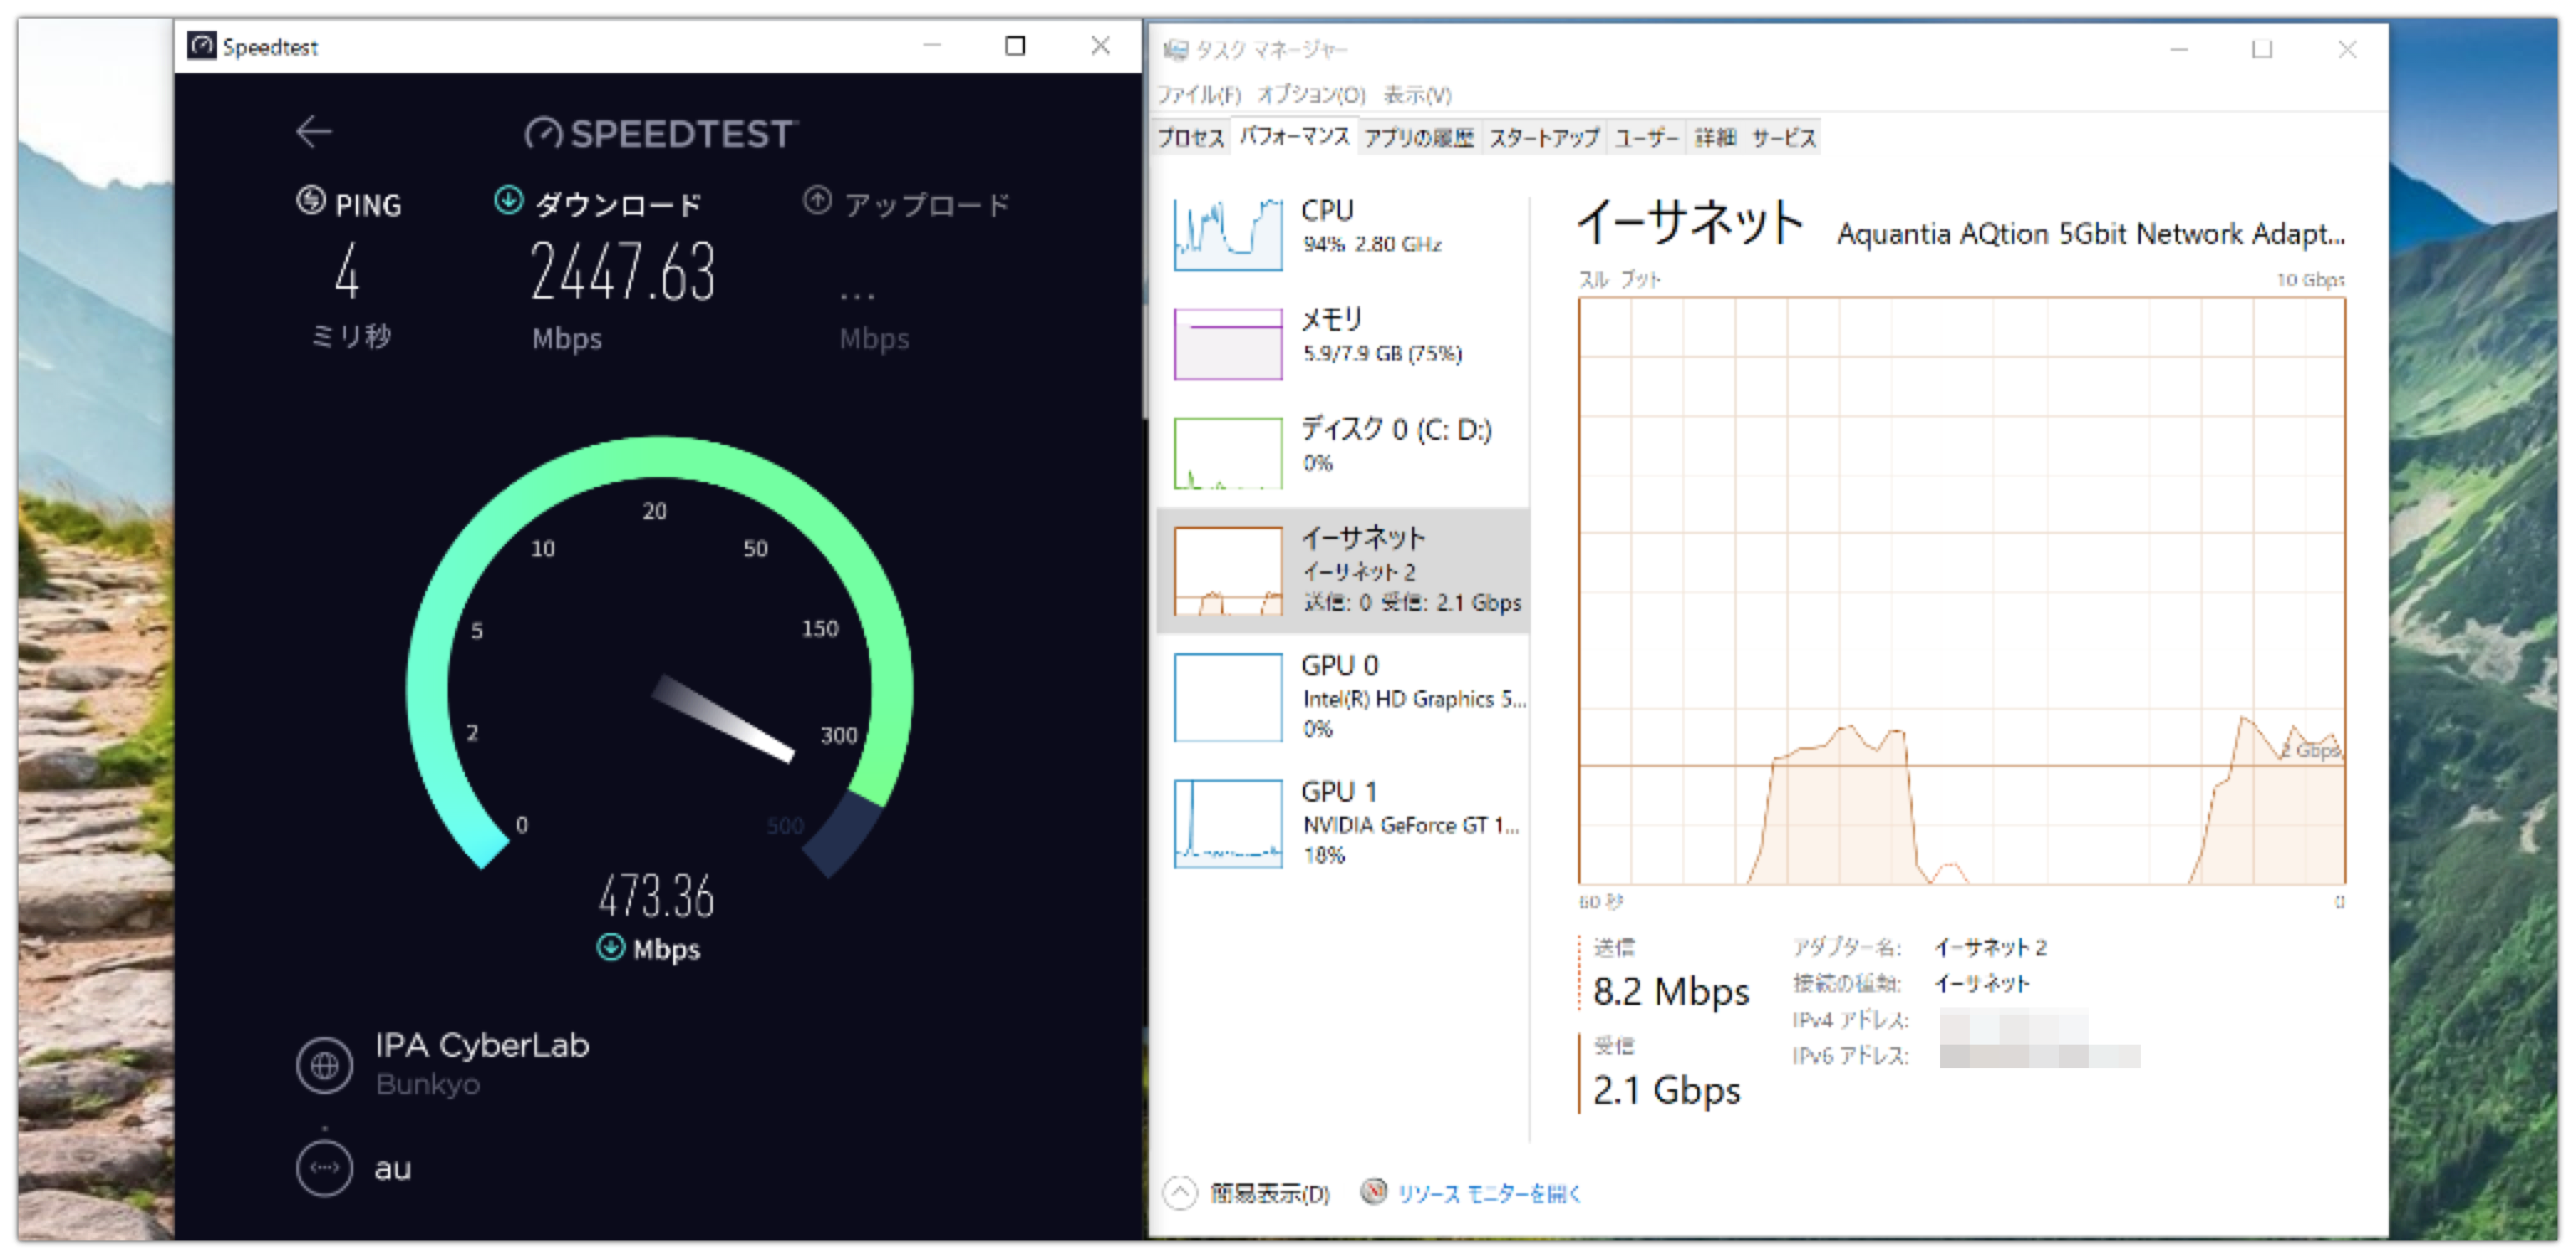 Speedtest
SPEEDTEST
PING
ダウンロード
アップロード
4
2447.63
...
ミリ秒
Mbps
Mbps
20
10
50
5
150
2
300
0
500
473.36
Mbps
IPA CyberLab
Bunkyo
au
タスク マネージャー
ファイル(F) オプション(O) 表示(V)
プロセス パフォーマンス アプリの履歴 スタートアップ ユーザー 詳細 サービス
CPU
94% 2.80 GHz
メモリ
5.9/7.9 GB (75%)
ディスク 0 (C: D:)
0%
イーサネット
イーサネット 2
送信: 0 受信: 2.1 Gbps
GPU 0
Intel(R) HD Graphics 5...
0%
GPU 1
NVIDIA GeForce GT 1...
18%
イーサネット Aquantia AQtion 5Gbit Network Adapt...
スループット 10 Gbps
2 Gbps
60 秒 0
送信
8.2 Mbps
受信
2.1 Gbps
アダプター名: イーサネット 2
接続の種類: イーサネット
IPv4 アドレス:
IPv6 アドレス:
簡易表示(D) リソース モニターを開く